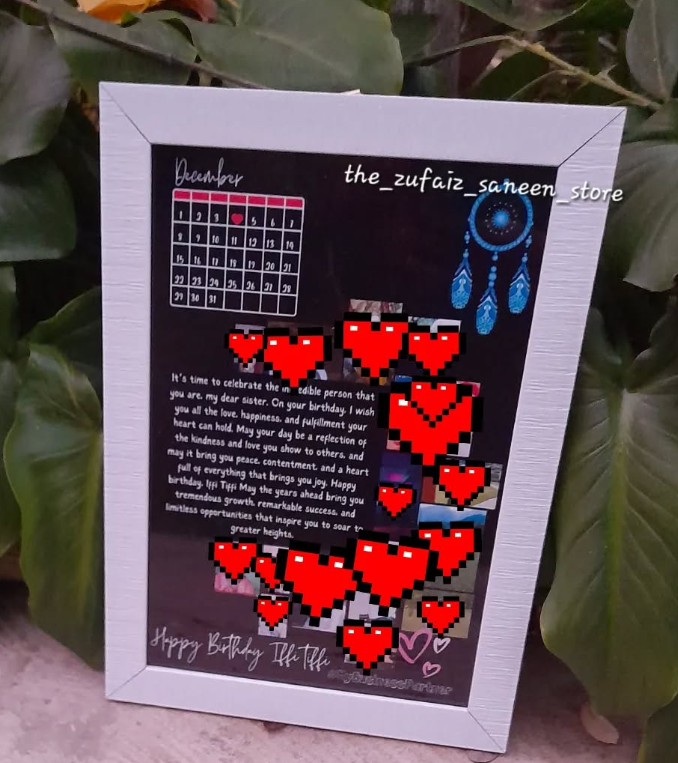 December
the_zufaiz_saneen_store
1 2 3 5 6 7
8 9 10 11 12 13 14
15 16 17 18 19 20 21
22 23 24 25 26 27 28
29 30 31
It's time to celebrate the in edible person that
you are, my dear sister. On your birthday, I wish
you all the love, happiness, and fulfillment your
heart can hold. May your day be a reflection of
the kindness and love you show to others, and
may it bring you peace, contentment, and a heart
full of everything that brings you joy. Happy
birthday, Iffi Tiffi May the years ahead bring you
tremendous growth, remarkable success, and
limitless opportunities that inspire you to soar to
greater heights.
Happy Birthday Iffi Tiffi